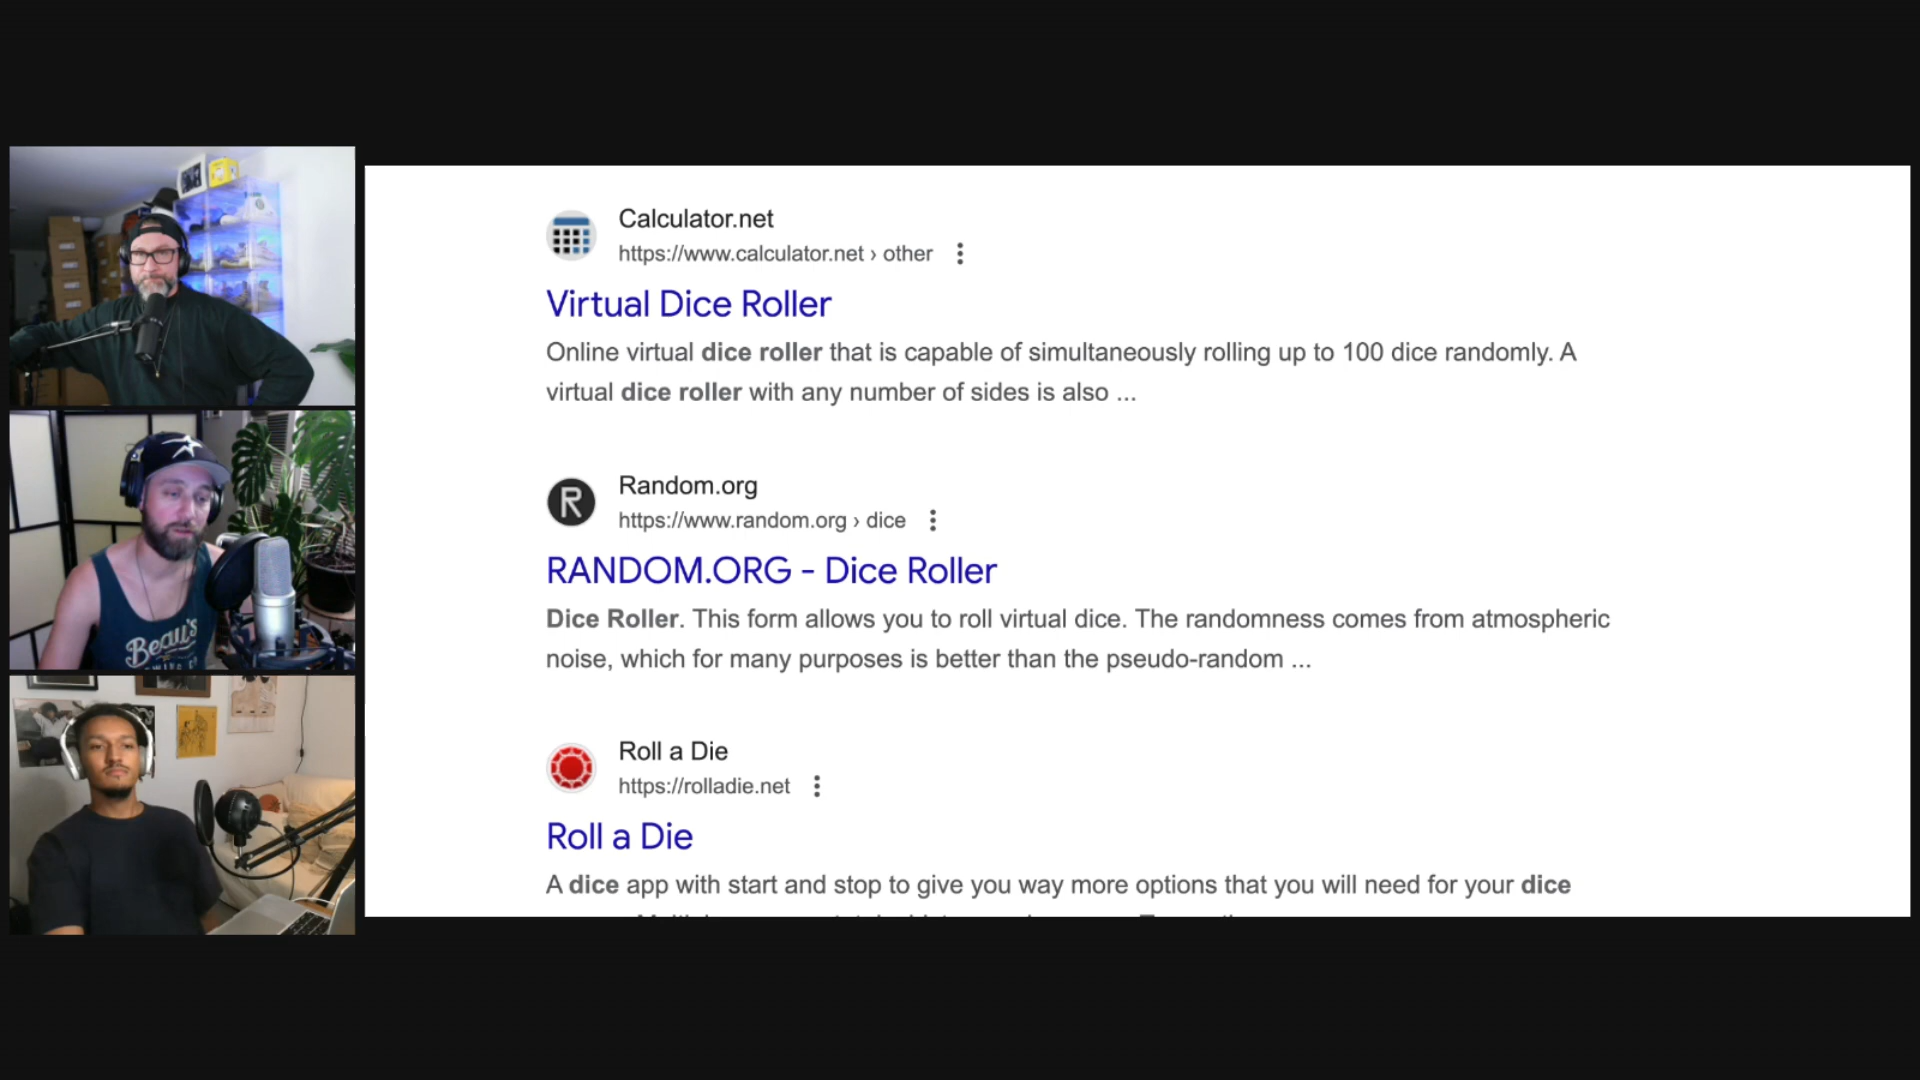 Calculator.net
https://www.calculator.net › other
Virtual Dice Roller
Online virtual dice roller that is capable of simultaneously rolling up to 100 dice randomly. A
virtual dice roller with any number of sides is also ...
R
Random.org
https://www.random.org › dice
RANDOM.ORG - Dice Roller
Dice Roller. This form allows you to roll virtual dice. The randomness comes from atmospheric
noise, which for many purposes is better than the pseudo-random ...
Roll a Die
https://rolladie.net
Roll a Die
A dice app with start and stop to give you way more options that you will need for your dice
Beau's